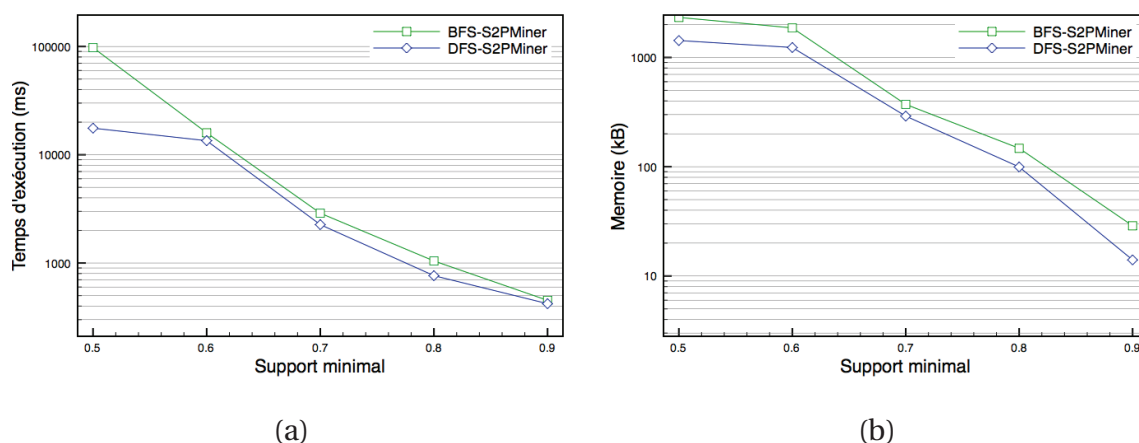 BFS-S2PMiner
DFS-S2PMiner
100000
10000
1000
Temps d'exécution (ms)
0.5 0.6 0.7 0.8 0.9
Support minimal
(a)
BFS-S2PMiner
DFS-S2PMiner
1000
100
10
Memoire (kB)
0.5 0.6 0.7 0.8 0.9
Support minimal
(b)